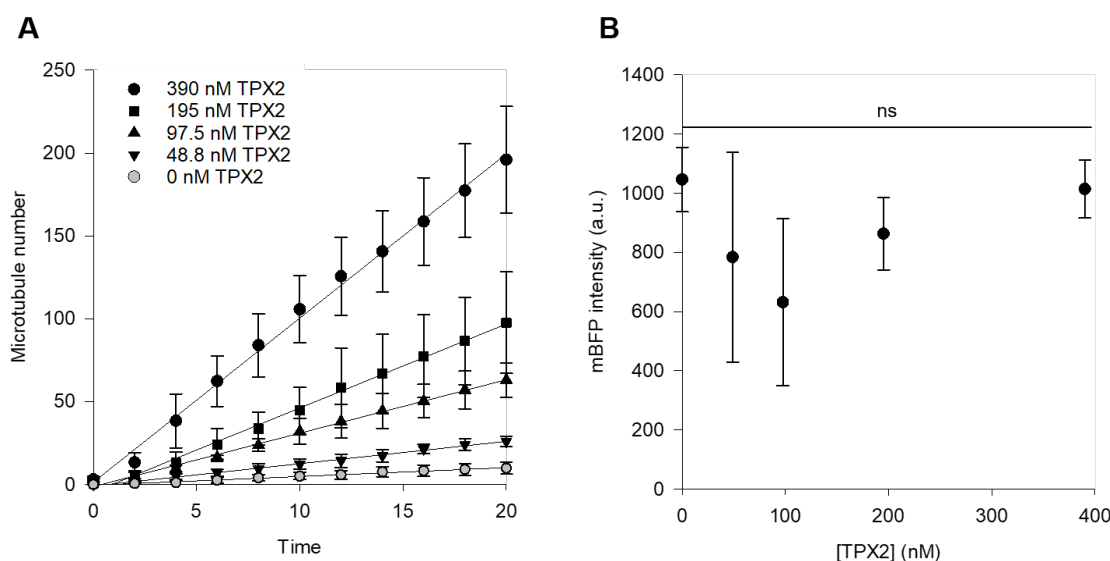 A
Microtubule number
250
200
150
100
50
0
390 nM TPX2
195 nM TPX2
97.5 nM TPX2
48.8 nM TPX2
0 nM TPX2
0 5 10 15 20
Time
B
mBFP intensity (a.u.)
1400
1200
1000
800
600
400
200
0
ns
0 100 200 300 400
[TPX2] (nM)